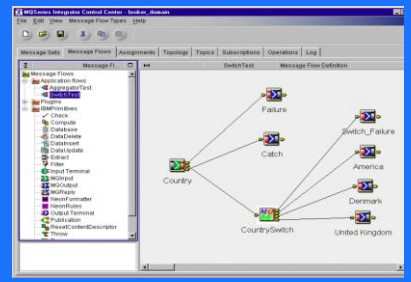 MQSeries Integrator Control Center - broker_domain
File Edit View Message Flow Types Help
Message Sets Message Flows Assignments Topology Topics Subscriptions Operations Log
Message Fl...
SwitchTest Message Flow Definition
Message Flows
Application flows
AggregatorTest
SwitchTest
Plugins
IBMPrimitives
Check
Compute
Database
DataDelete
DataInsert
DataUpdate
Extract
Filter
Input Terminal
MQInput
MQOutput
MQReply
NeonFormatter
NeonRules
Output Terminal
Publication
ResetContentDescriptor
Throw
Failure
Catch
Country
CountrySwitch
Switch_Failure
America
Denmark
United Kingdom